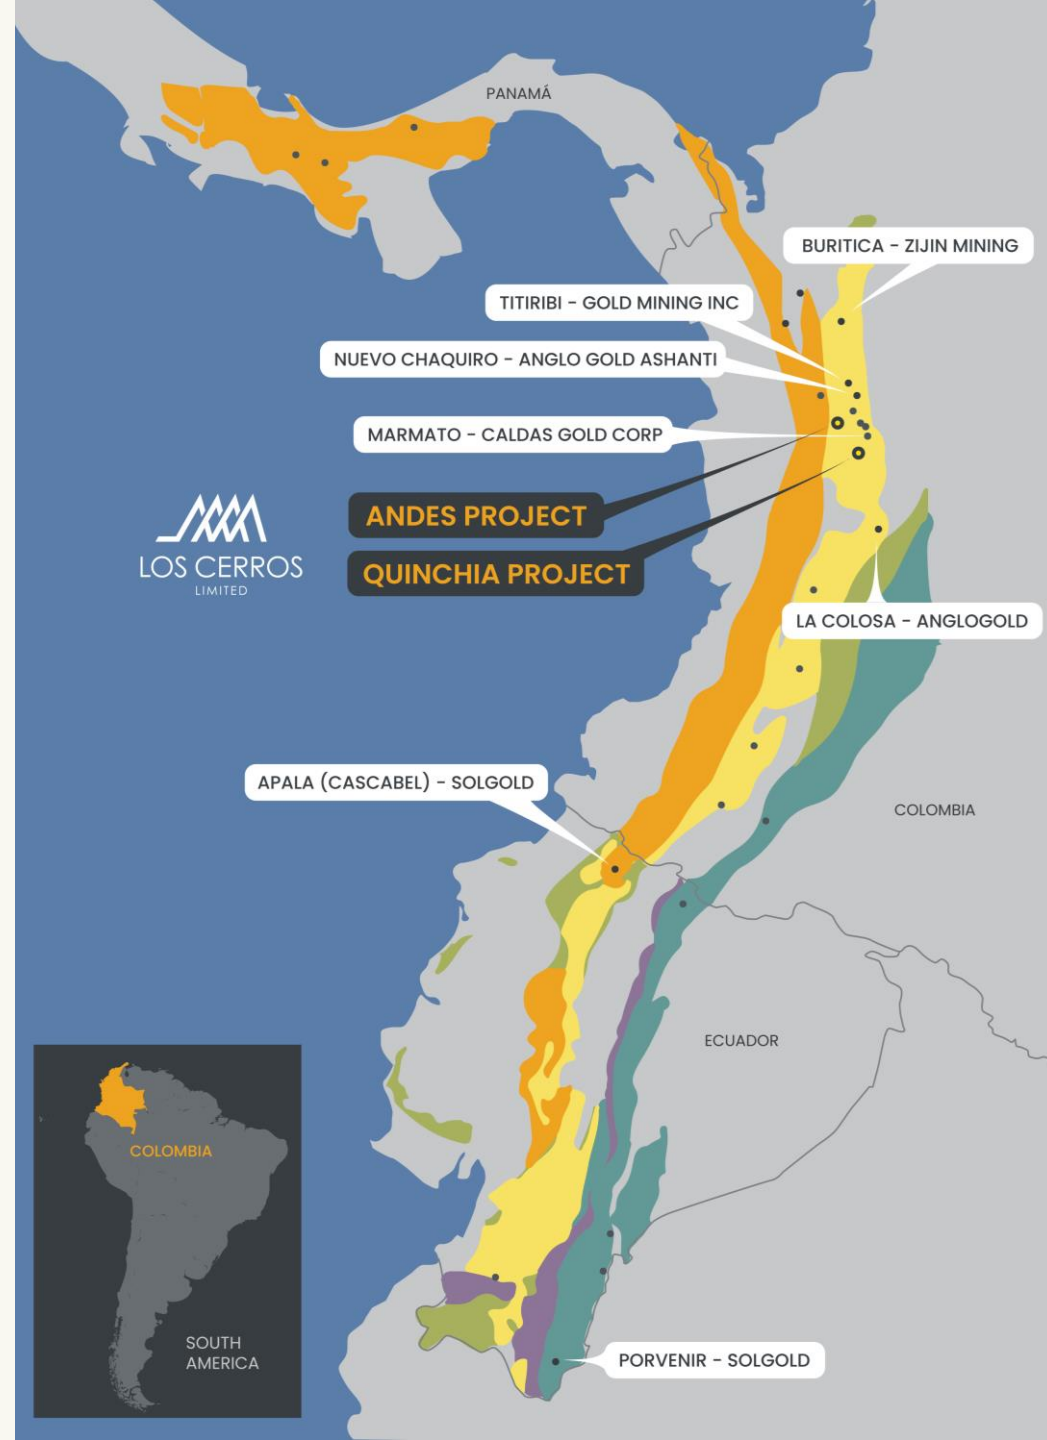 PANAMÁ
BURITICA - ZIJIN MINING
TITIRIBI - GOLD MINING INC
NUEVO CHAQUIRO - ANGLO GOLD ASHANTI
MARMATO - CALDAS GOLD CORP
ANDES PROJECT
QUINCHIA PROJECT
LOS CERROS
LIMITED
LA COLOSA - ANGLOGOLD
APALA (CASCABEL) - SOLGOLD
COLOMBIA
ECUADOR
COLOMBIA
SOUTH
AMERICA
PORVENIR - SOLGOLD